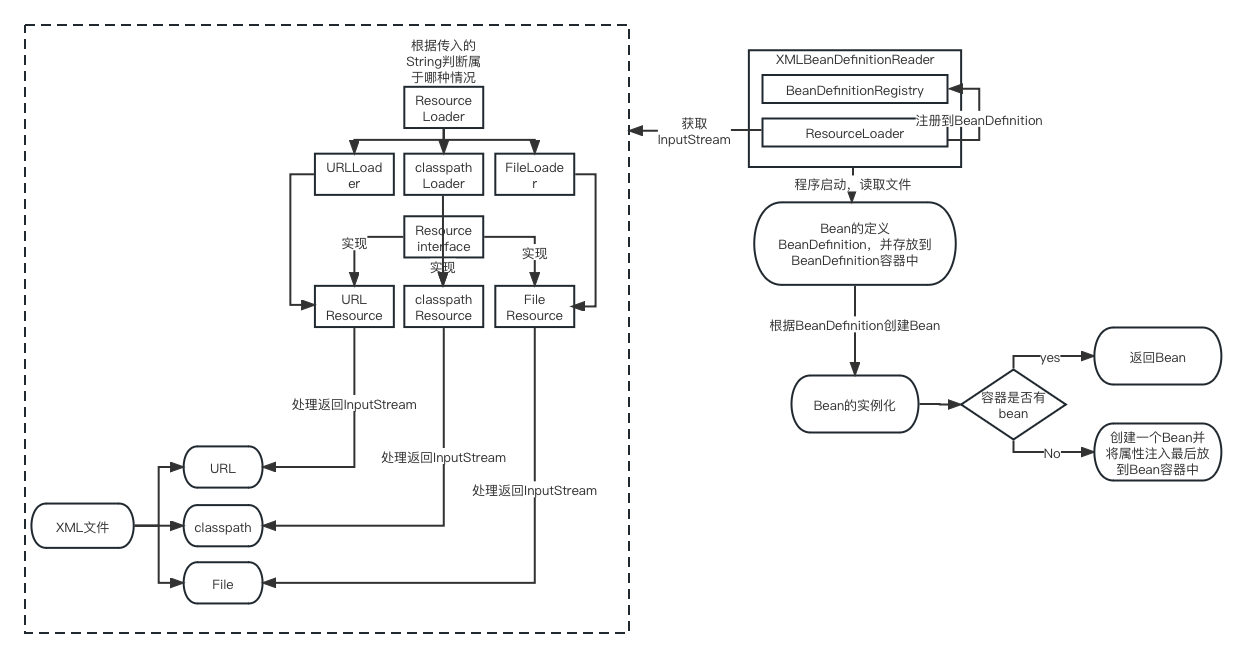 根据传入的
String判断属
于哪种情况
Resource
Loader
URLLoad
er
classpath
Loader
FileLoade
r
Resource
interface
实现
实现
实现
URL
Resource
classpath
Resource
File
Resource
处理返回InputStream
处理返回InputStream
处理返回InputStream
URL
XML文件
classpath
File
XMLBeanDefinitionReader
BeanDefinitionRegistry
ResourceLoader
注册到BeanDefinition
获取
InputStream
程序启动，读取文件
Bean的定义
BeanDefinition，并存放到
BeanDefinition容器中
根据BeanDefinition创建Bean
Bean的实例化
容器是否有
bean
yes
返回Bean
No
创建一个Bean并
将属性注入最后放
到Bean容器中